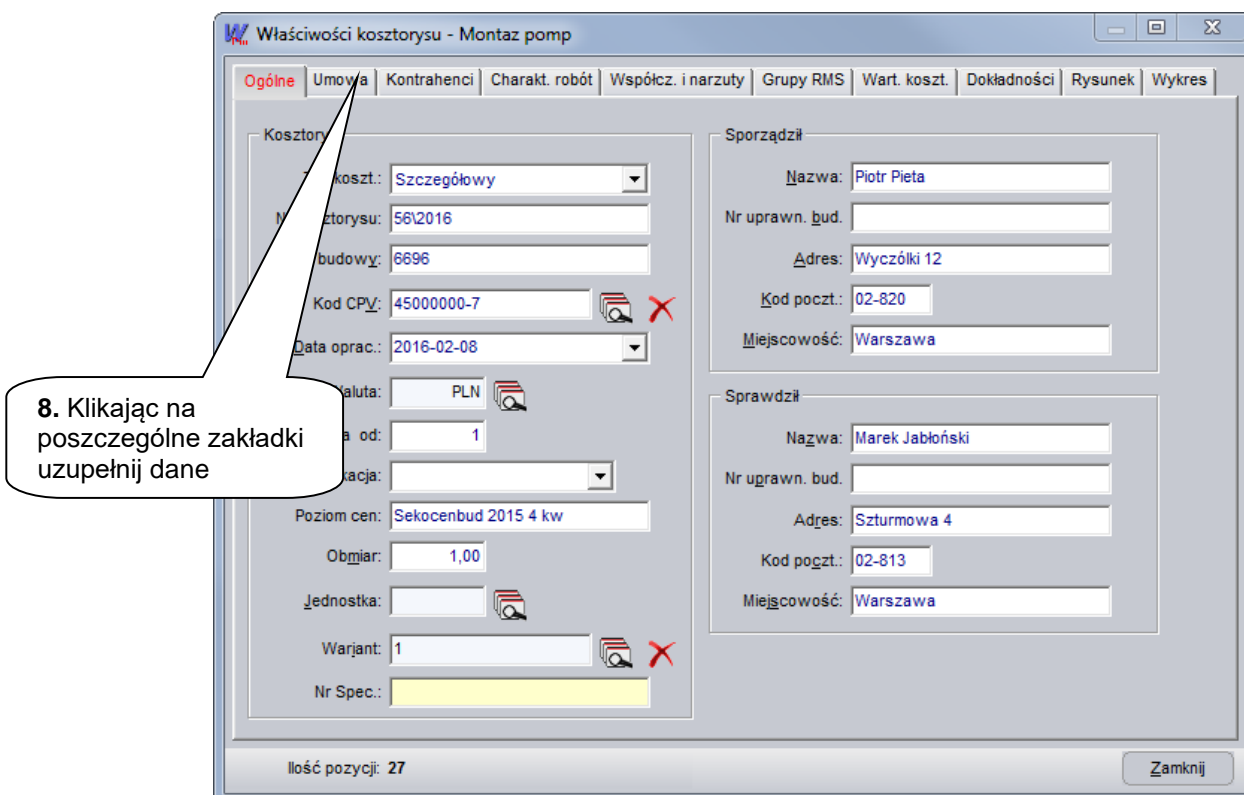 Właściwości kosztorysu - Montaz pomp
Ogólne Umowa Kontrahenci Charakt. robót Współcz. i narzuty Grupy RMS Wart. koszt. Dokładności Rysunek Wykres
koszt.: Szczegółowy
56\2016
budowy: 6696
Kod CPV: 45000000-7
Data oprac.: 2016-02-08
PLN
od: 1
Poziom cen: Sekocenbud 2015 4 kw
Obmiar: 1,00
Jednostka:
Warjant: 1
Nr Spec.:
Sporządził
Nazwa: Piotr Pieta
Nr uprawn. bud.
Adres: Wyczólki 12
Kod poczt.: 02-820
Miejscowość: Warszawa
Sprawdził
Nazwa: Marek Jabłoński
Nr uprawn. bud.
Adres: Szturmowa 4
Kod poczt.: 02-813
Miejscowość: Warszawa
8. Klikając na
poszczególne zakładki
uzupełnij dane
Ilość pozycji: 27
Zamknij